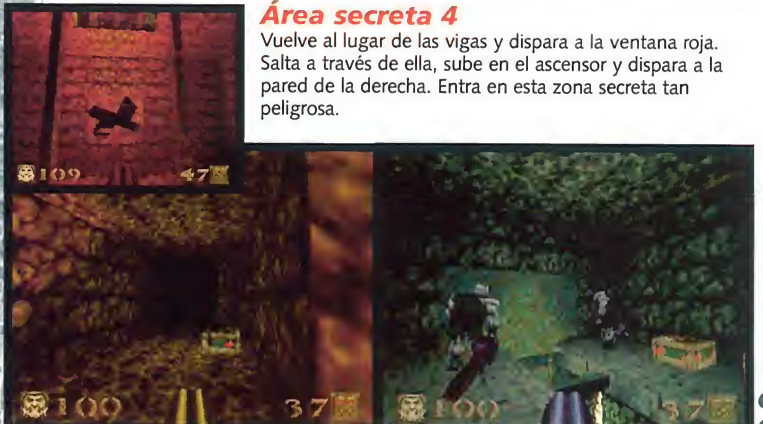 Área secreta 4
Vuelve al lugar de las vigas y dispara a la ventana roja.
Salta a través de ella, sube en el ascensor y dispara a la
pared de la derecha. Entra en esta zona secreta tan
peligrosa.
109 47
100 37
100 37